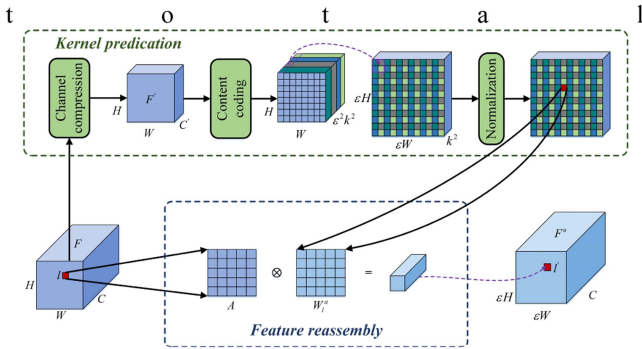 t o t a l
Kernel predication
Channel compression
H
F'
W
C'
Content coding
H
W
ε²k²
εH
εW
k²
Normalization
F
H
I
W
C
A
⊗
W_l^a
=
Feature reassembly
F^a
I'
εH
εW
C